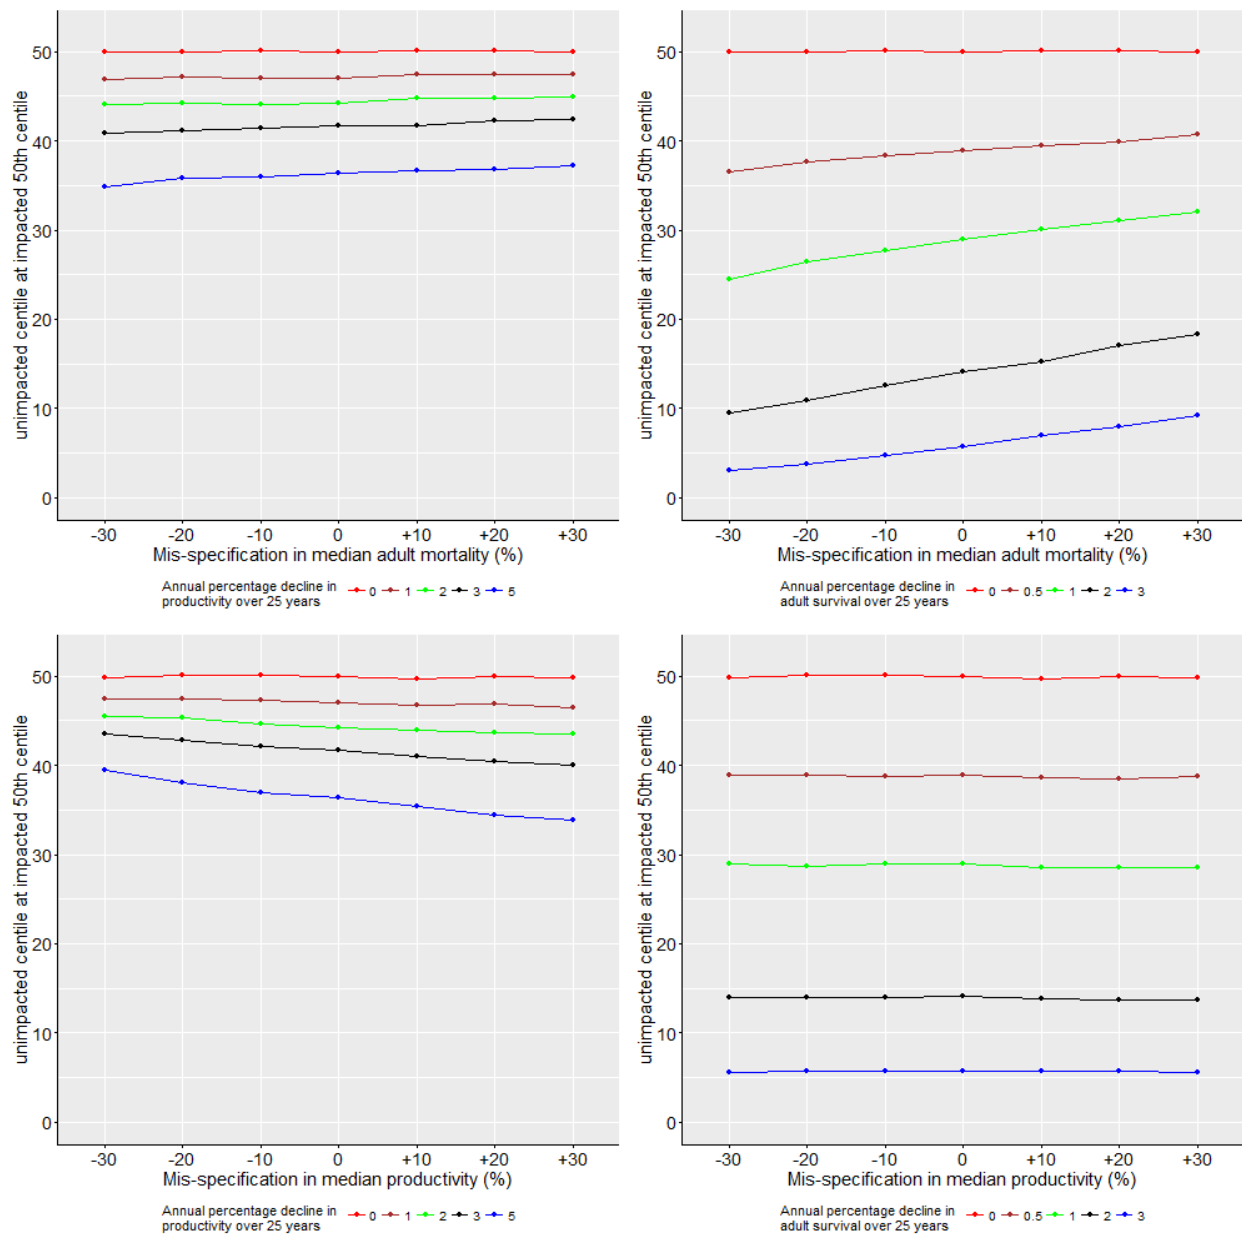 unimpacted centile at impacted 50th centile
50
40
30
20
10
0
-30 -20 -10 0 +10 +20 +30
Mis-specification in median adult mortality (%)
Annual percentage decline in
productivity over 25 years
0 1 2 3 5
unimpacted centile at impacted 50th centile
50
40
30
20
10
0
-30 -20 -10 0 +10 +20 +30
Mis-specification in median adult mortality (%)
Annual percentage decline in
adult survival over 25 years
0 0.5 1 2 3
unimpacted centile at impacted 50th centile
50
40
30
20
10
0
-30 -20 -10 0 +10 +20 +30
Mis-specification in median productivity (%)
Annual percentage decline in
productivity over 25 years
0 1 2 3 5
unimpacted centile at impacted 50th centile
50
40
30
20
10
0
-30 -20 -10 0 +10 +20 +30
Mis-specification in median productivity (%)
Annual percentage decline in
adult survival over 25 years
0 0.5 1 2 3